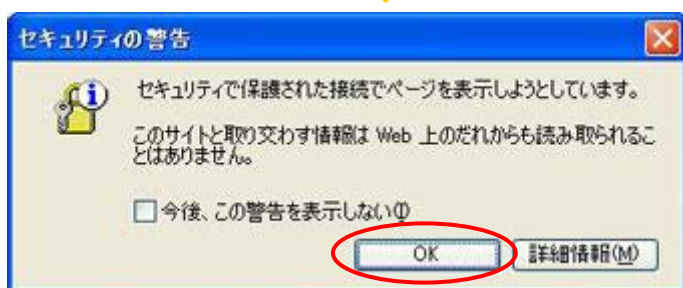 セキュリティの警告
セキュリティで保護された接続でページを表示しようとしています。
このサイトと取り交わす情報は Web 上のだれからも読み取られるこ
とはありません。
今後、この警告を表示しない(I)
OK
詳細情報(M)